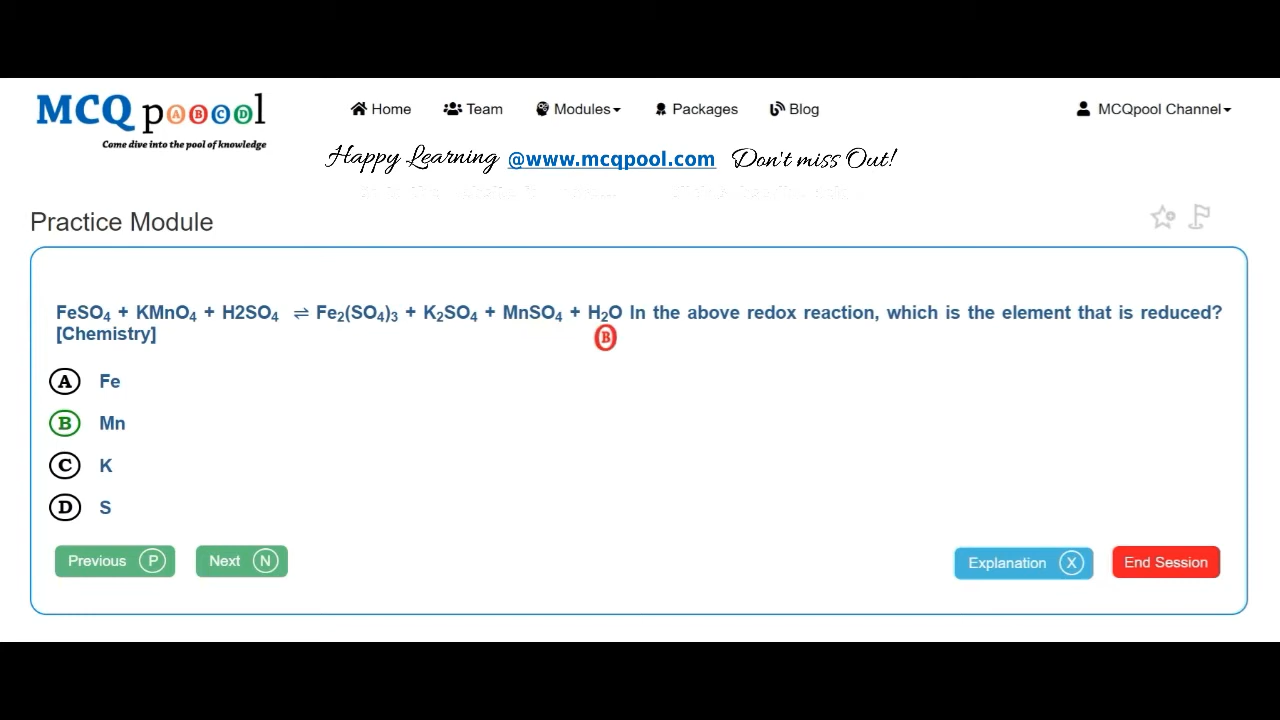 MCQ pooool
Come dive into the pool of knowledge
Home Team Modules Packages Blog MCQpool Channel
Happy Learning @www.mcqpool.com Don't miss Out!
Practice Module
FeSO₄ + KMnO₄ + H2SO₄ ⇌ Fe₂(SO₄)₃ + K₂SO₄ + MnSO₄ + H₂O In the above redox reaction, which is the element that is reduced?
[Chemistry]
B
A Fe
B Mn
C K
D S
Previous P Next N Explanation X End Session